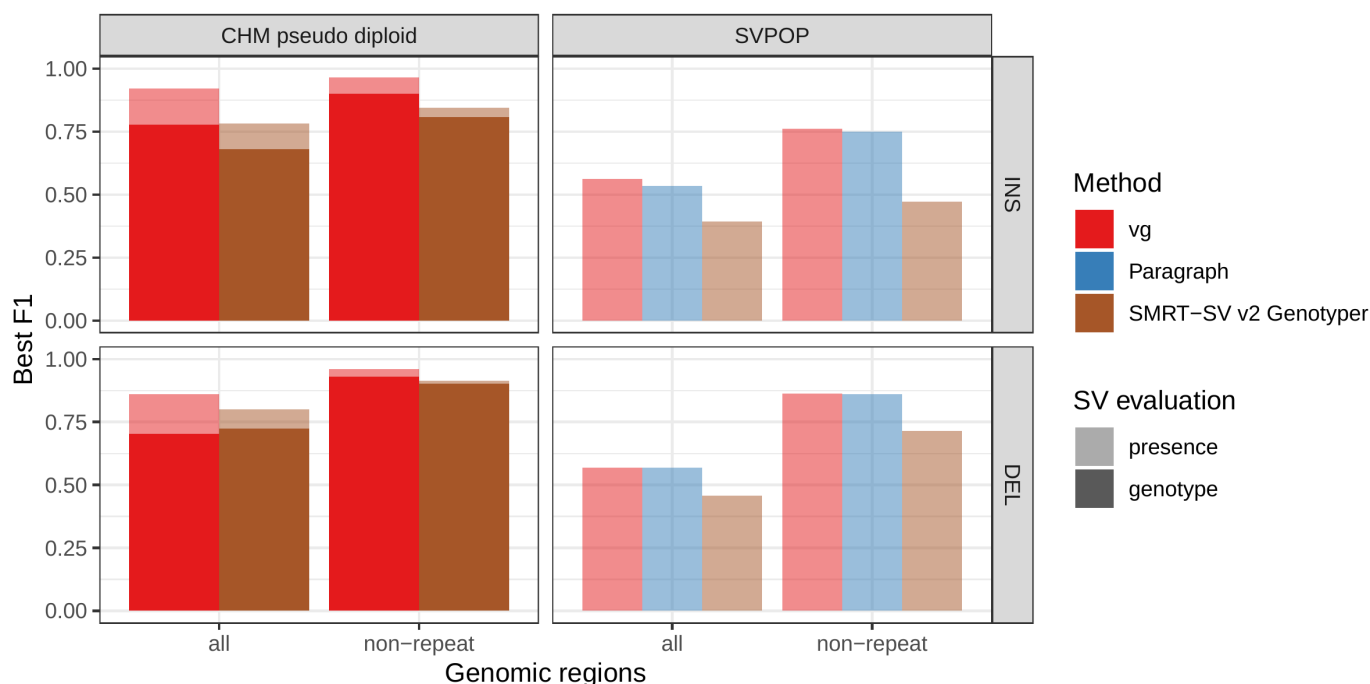 CHM pseudo diploid
SVPOP
1.00
0.75
0.50
0.25
0.00
INS
1.00
0.75
0.50
0.25
0.00
DEL
Best F1
all
non−repeat
all
non−repeat
Genomic regions
Method
vg
Paragraph
SMRT−SV v2 Genotyper
SV evaluation
presence
genotype